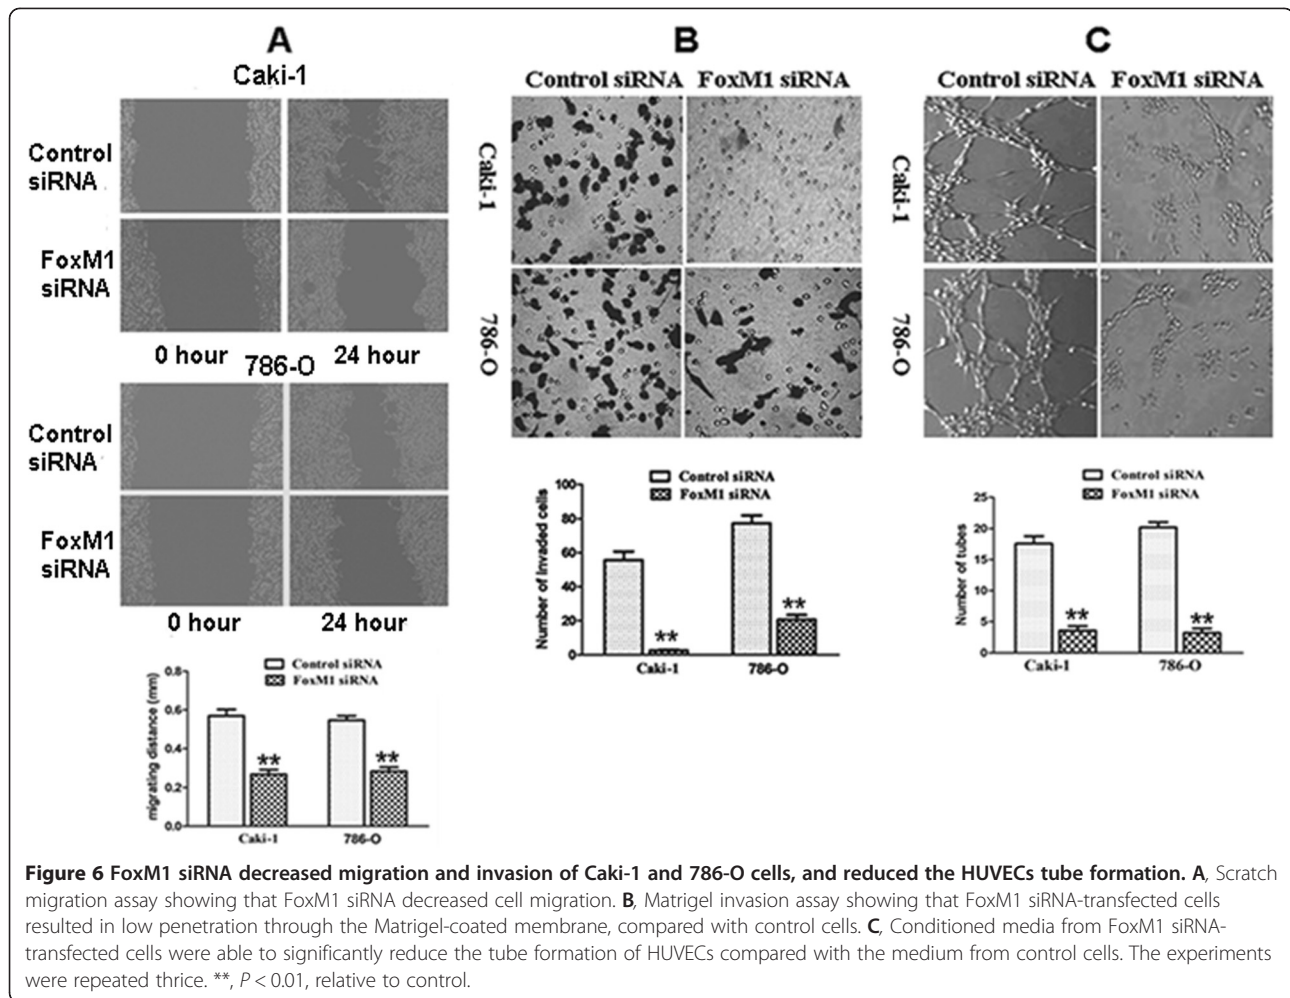 A
Caki-1
Control
siRNA
FoxM1
siRNA
0 hour
24 hour
786-O
Control
siRNA
FoxM1
siRNA
0 hour
24 hour
Control siRNA
FoxM1 siRNA
migrating distance (mm)
0.8
0.6
0.4
0.2
0.0
**
**
Caki-1
786-O
B
Control siRNA FoxM1 siRNA
Caki-1
786-O
Control siRNA
FoxM1 siRNA
Number of invaded cells
100
80
60
40
20
0
**
**
Caki-1
786-O
C
Control siRNA FoxM1 siRNA
Caki-1
786-O
Control siRNA
FoxM1 siRNA
Number of tubes
25
20
15
10
5
0
**
**
Caki-1
786-O
Figure 6 FoxM1 siRNA decreased migration and invasion of Caki-1 and 786-O cells, and reduced the HUVECs tube formation. A, Scratch
migration assay showing that FoxM1 siRNA decreased cell migration. B, Matrigel invasion assay showing that FoxM1 siRNA-transfected cells
resulted in low penetration through the Matrigel-coated membrane, compared with control cells. C, Conditioned media from FoxM1 siRNA-
transfected cells were able to significantly reduce the tube formation of HUVECs compared with the medium from control cells. The experiments
were repeated thrice. **, P < 0.01, relative to control.